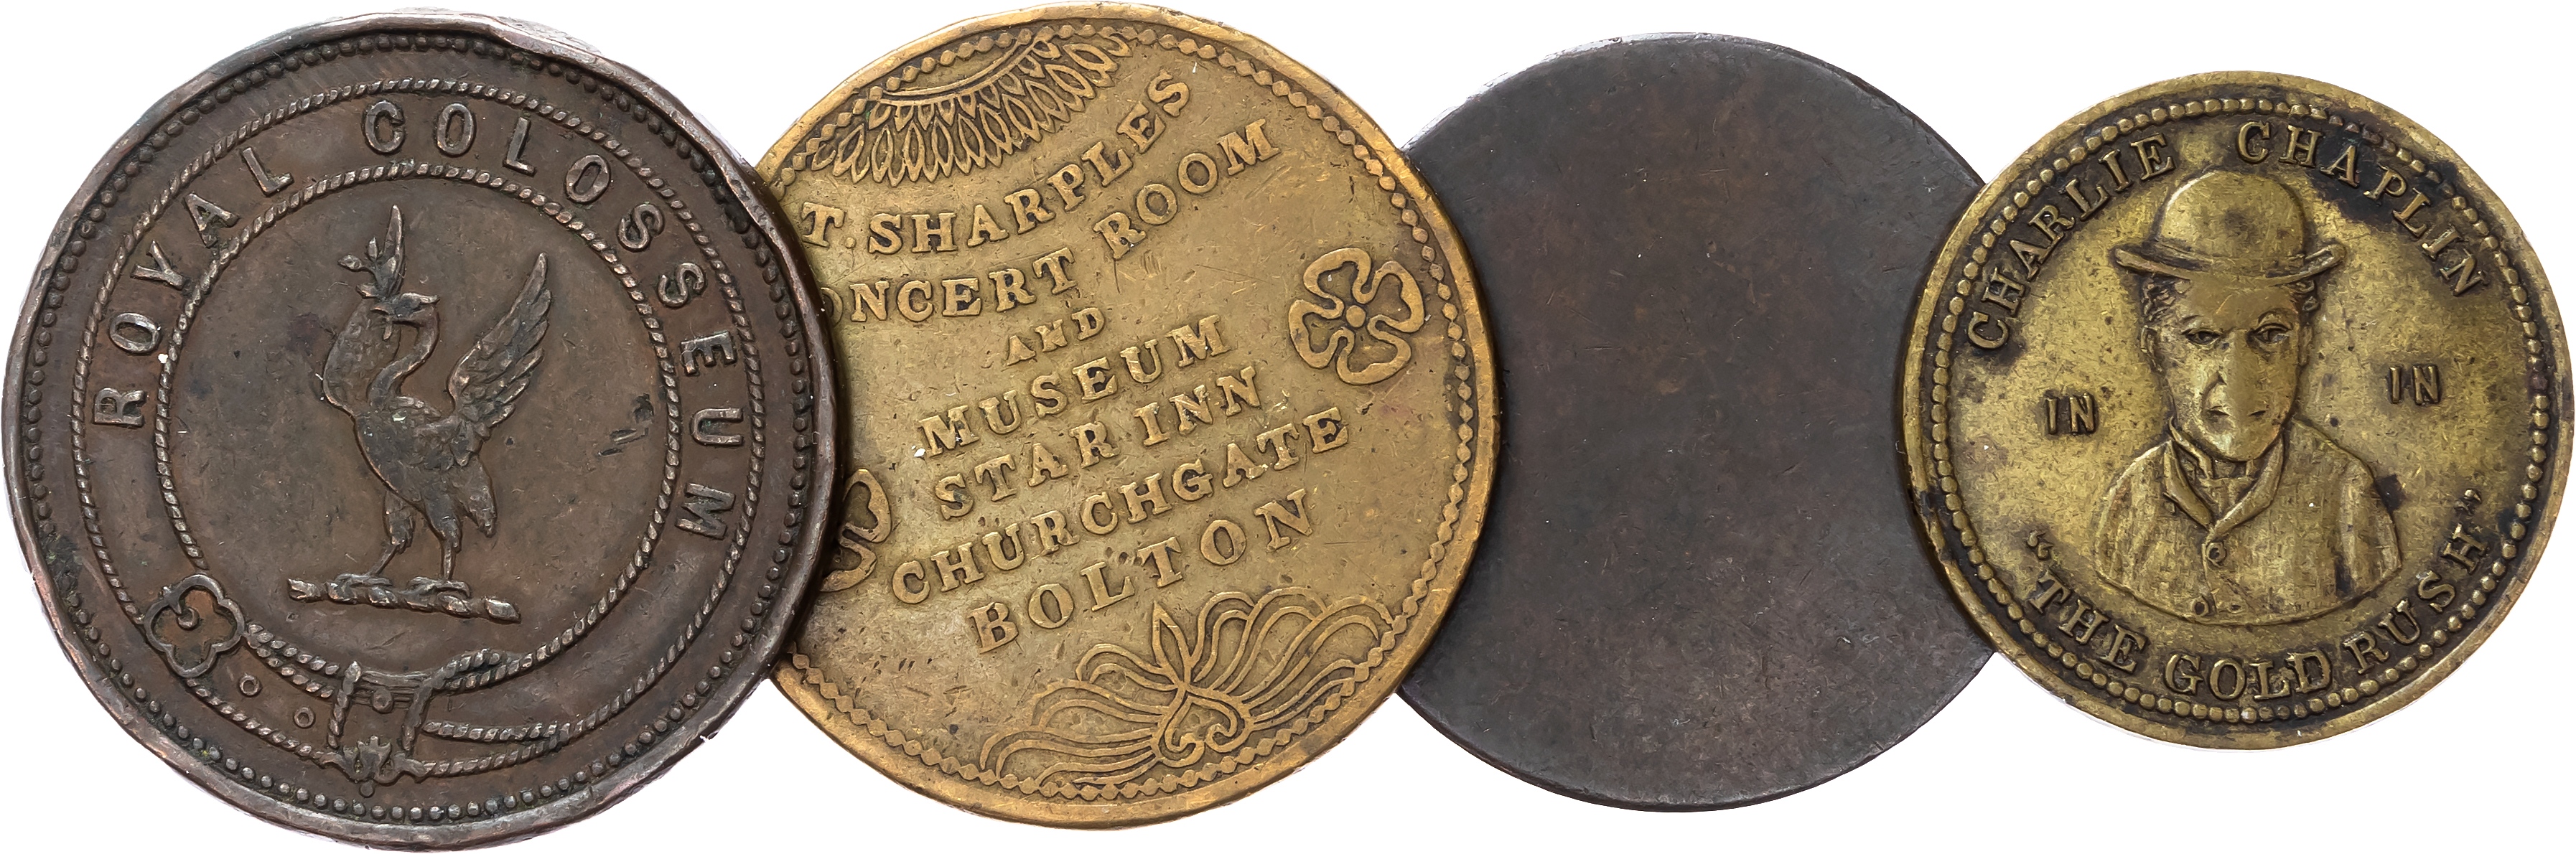 ROYAL COLOSSEUM
T. SHARPLES
ONCERT ROOM
AND
MUSEUM
STAR INN
CHURCHGATE
BOLTON
CHARLIE CHAPLIN
IN IN
"THE GOLD RUSH"